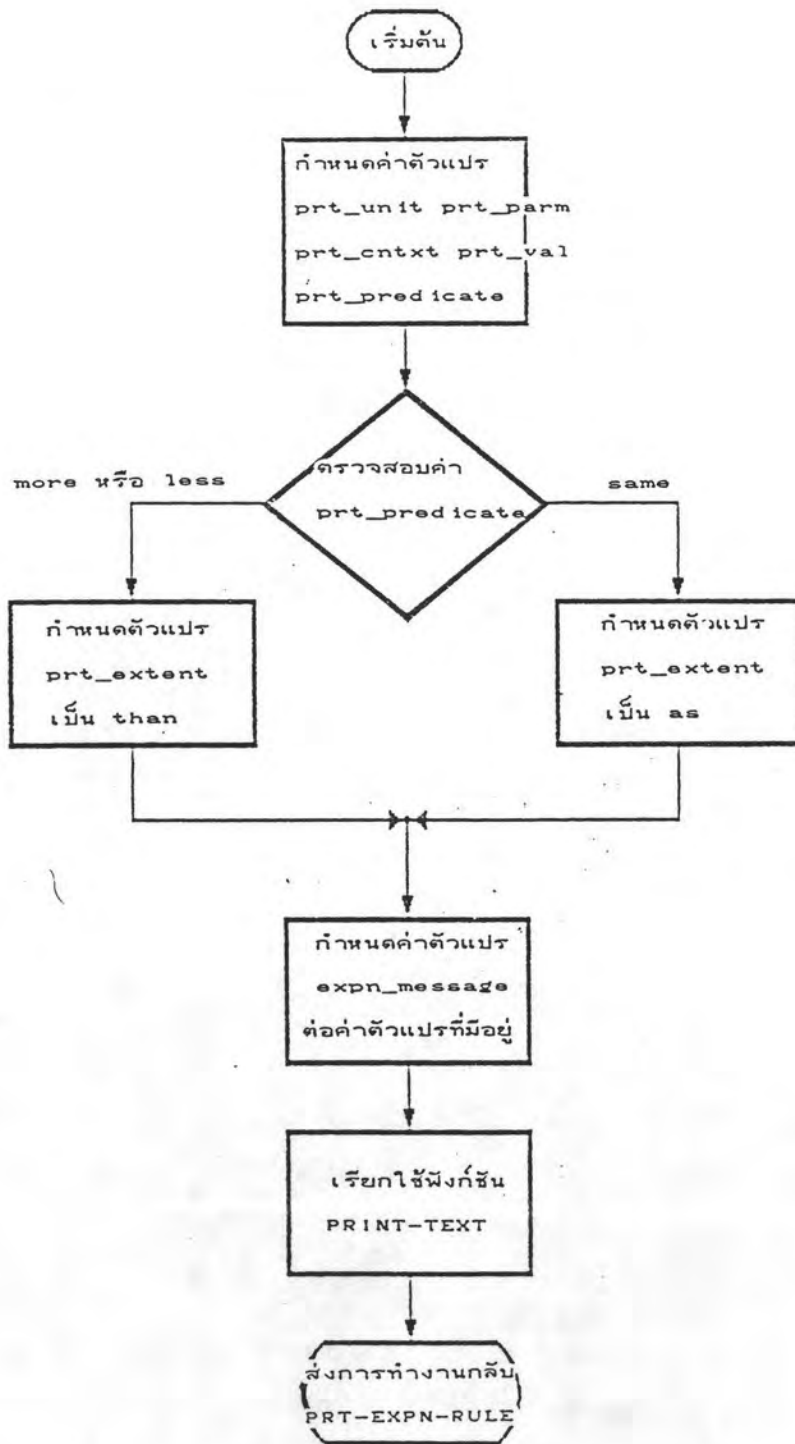 เริ่มต้น
กำหนดค่าตัวแปร
prt_unit prt_parm
prt_cntxt prt_val
prt_predicate
ตรวจสอบค่า
prt_predicate
more หรือ less
same
กำหนดตัวแปร
prt_extent
เป็น than
กำหนดตัวแปร
prt_extent
เป็น as
กำหนดค่าตัวแปร
expn_message
ต่อค่าตัวแปรที่มีอยู่
เรียกใช้ฟังก์ชัน
PRINT-TEXT
ส่งการทำงานกลับ
PRT-EXPN-RULE